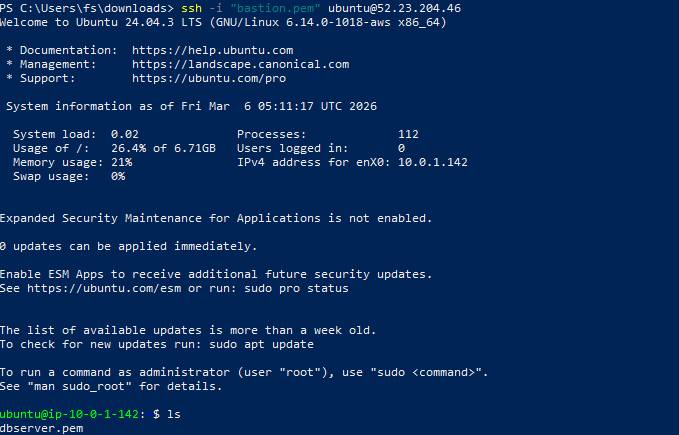 PS C:\Users\fs\downloads> ssh -i "bastion.pem" ubuntu@52.23.204.46
Welcome to Ubuntu 24.04.3 LTS (GNU/Linux 6.14.0-1018-aws x86_64)
* Documentation: https://help.ubuntu.com
* Management: https://landscape.canonical.com
* Support: https://ubuntu.com/pro
System information as of Fri Mar 6 05:11:17 UTC 2026
System load: 0.02 Processes: 112
Usage of /: 26.4% of 6.71GB Users logged in: 0
Memory usage: 21% IPv4 address for enX0: 10.0.1.142
Swap usage: 0%
Expanded Security Maintenance for Applications is not enabled.
0 updates can be applied immediately.
Enable ESM Apps to receive additional future security updates.
See https://ubuntu.com/esm or run: sudo pro status
The list of available updates is more than a week old.
To check for new updates run: sudo apt update
To run a command as administrator (user "root"), use "sudo <command>".
See "man sudo_root" for details.
ubuntu@ip-10-0-1-142: $ ls
dbserver.pem